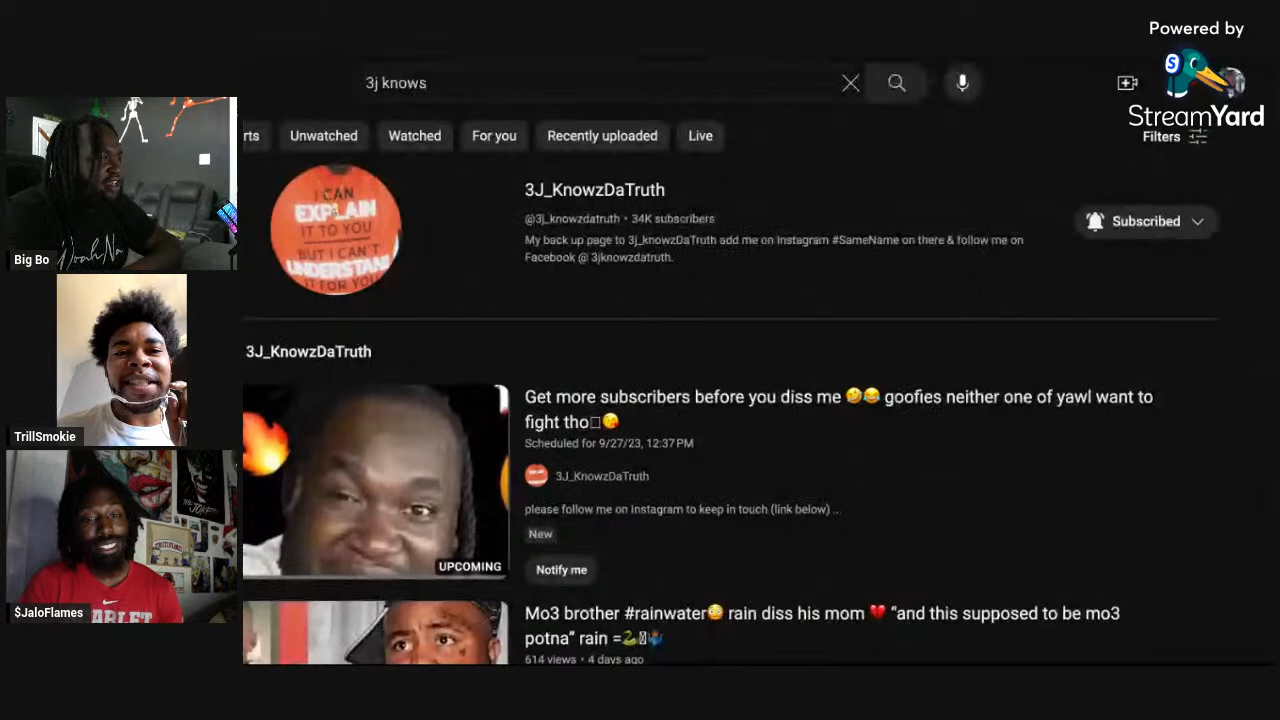 Powered by
StreamYard
3j knows
rts
Unwatched
Watched
For you
Recently uploaded
Live
Filters
I CAN
EXPLAIN
IT TO YOU
BUT I CAN'T
UNDERSTAND
IT FOR YOU
3J_KnowzDaTruth
@3j_knowzdatruth • 34K subscribers
My back up page to 3j_knowzDaTruth add me on Instagram #SameName on there & follow me on
Facebook @ 3jknowzdatruth.
Subscribed
Big Bo
3J_KnowzDaTruth
Get more subscribers before you diss me 🤣😂 goofies neither one of yawl want to
fight tho😘
Scheduled for 9/27/23, 12:37 PM
3J_KnowzDaTruth
please follow me on Instagram to keep in touch (link below) ...
New
Notify me
UPCOMING
TrillSmokie
THE JOKER
$JaloFlames
Mo3 brother #rainwater😳 rain diss his mom 💔 “and this supposed to be mo3
potna” rain =🐍
614 views • 4 days ago